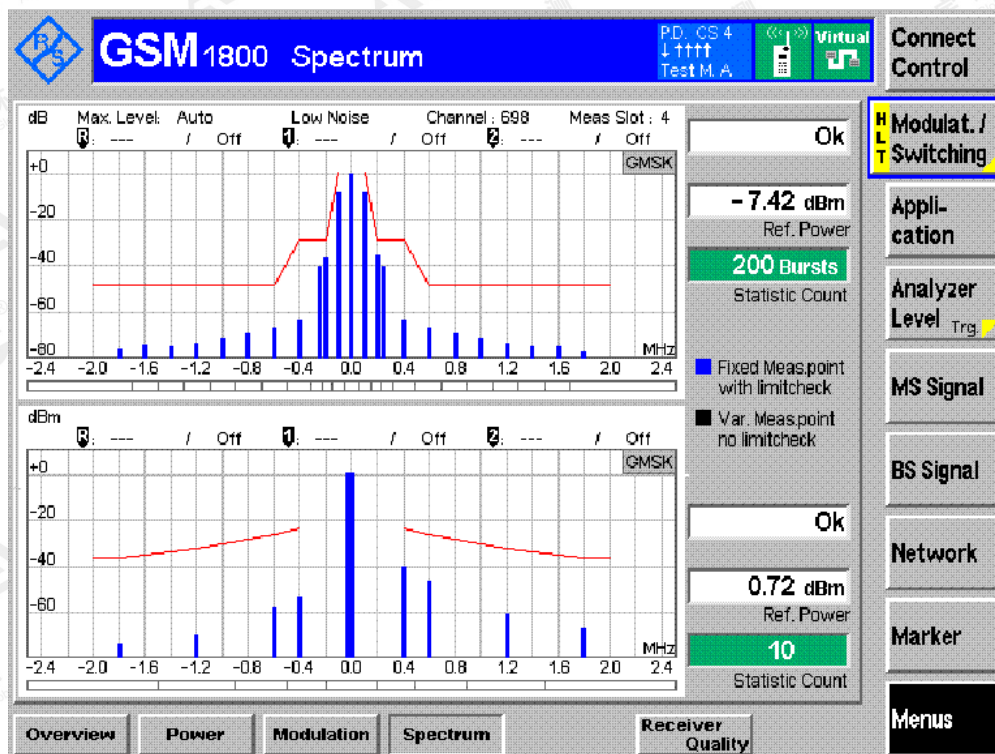 R S
GSM 1800 Spectrum
P.D. CS 4
↓ ↑↑↑↑
Test M. A
Virtual
Connect Control
dB Max. Level: Auto Low Noise Channel : 698 Meas Slot : 4
R: --- / Off 1: --- / Off 2: --- / Off
GMSK
+0
-20
-40
-60
-80
MHz
-2.4 -2.0 -1.6 -1.2 -0.8 -0.4 0.0 0.4 0.8 1.2 1.6 2.0 2.4
Ok
-7.42 dBm
Ref. Power
200 Bursts
Statistic Count
Fixed Meas.point
with limitcheck
Var. Meas.point
no limitcheck
dBm
R: --- / Off 1: --- / Off 2: --- / Off
GMSK
+0
-20
-40
-60
MHz
-2.4 -2.0 -1.6 -1.2 -0.8 -0.4 0.0 0.4 0.8 1.2 1.6 2.0 2.4
Ok
0.72 dBm
Ref. Power
10
Statistic Count
H L T
Modulat. /
Switching
Appli-
cation
Analyzer
Level Trg.
MS Signal
BS Signal
Network
Marker
Menus
Overview
Power
Modulation
Spectrum
Receiver
Quality